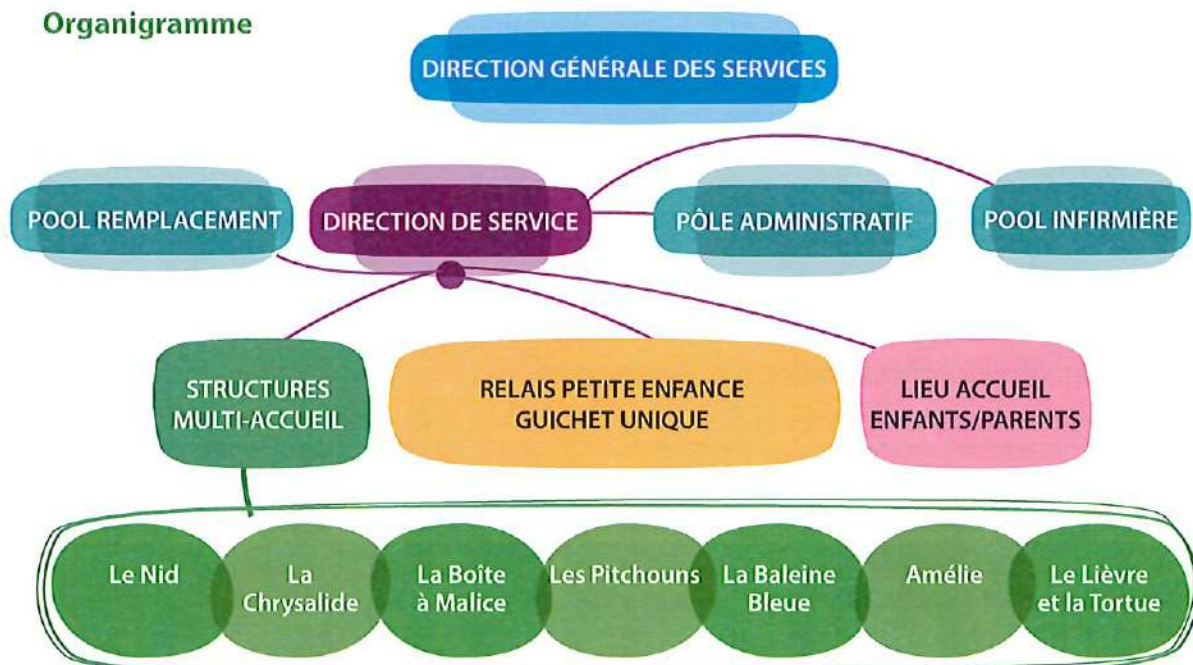 Organigramme
DIRECTION GÉNÉRALE DES SERVICES
POOL REMPLACEMENT
DIRECTION DE SERVICE
PÔLE ADMINISTRATIF
POOL INFIRMIÈRE
STRUCTURES
MULTI-ACCUEIL
RELAIS PETITE ENFANCE
GUICHET UNIQUE
LIEU ACCUEIL
ENFANTS/PARENTS
Le Nid
La
Chrysalide
La Boîte
à Malice
Les Pitchouns
La Baleine
Bleue
Amélie
Le Lièvre
et la Tortue